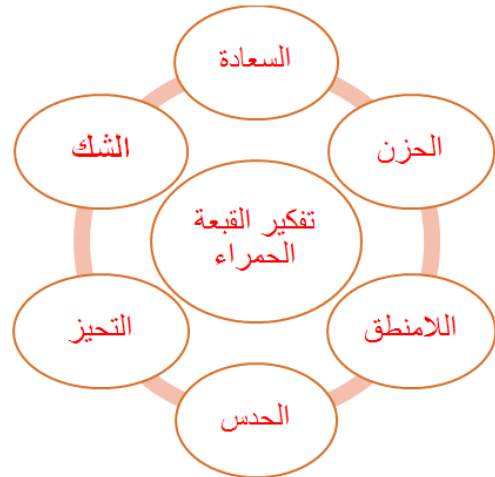 السعادة
الحزن
الشك
تفكير القبعة
الحمراء
اللامنطق
التحيز
الحدس